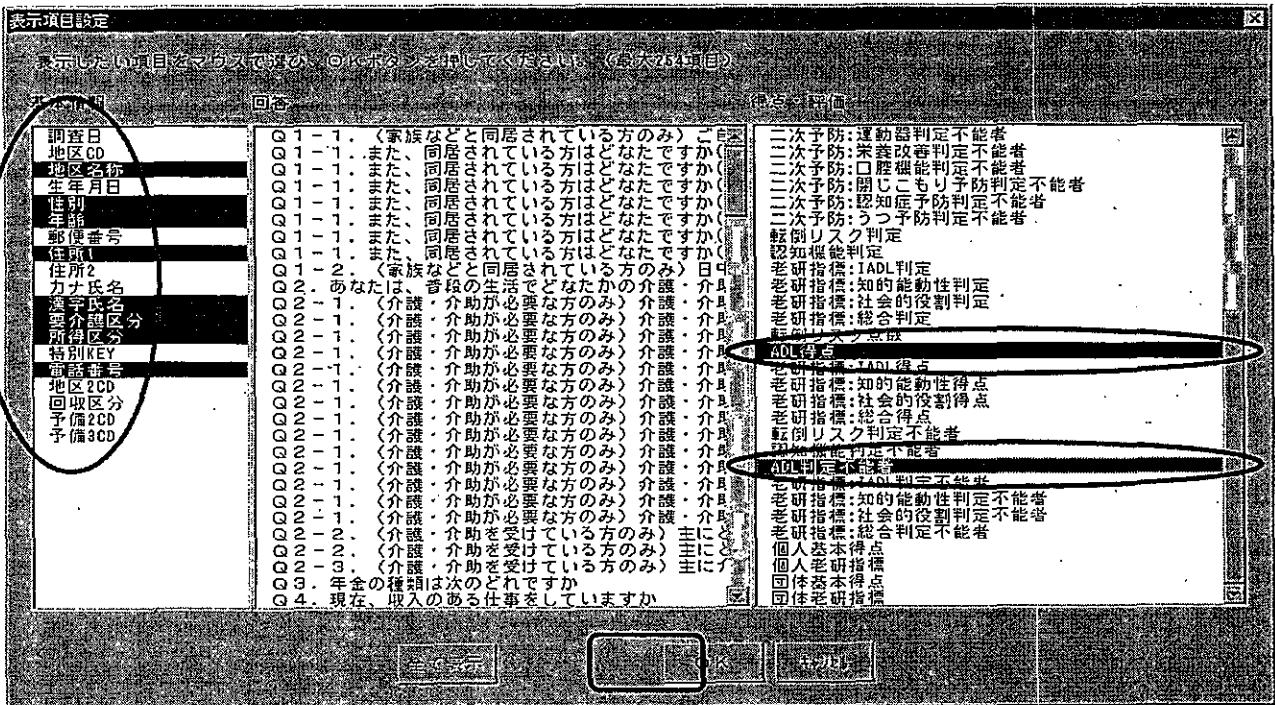 表示項目設定
表示したい項目をマウスで選び、OKボタンを押してください。(最大254項目)
基本情報
調査日
地区CD
地区名称
生年月日
性別
年齢
郵便番号
住所1
住所2
カナ氏名
漢字氏名
要介護区分
所得区分
特別KEY
電話番号
地区2CD
回収区分
予備2CD
予備3CD
回答
Q1-1. (家族などと同居されている方のみ)ご自
Q1-1. また、同居されている方はどなたですか(
Q1-1. また、同居されている方はどなたですか(
Q1-1. また、同居されている方はどなたですか(
Q1-1. また、同居されている方はどなたですか(
Q1-1. また、同居されている方はどなたですか(
Q1-1. また、同居されている方はどなたですか(
Q1-1. また、同居されている方はどなたですか(
Q1-2. (家族などと同居されている方のみ)日中
Q2. あなたは、普段の生活でどなたかの介護・介助
Q2-1. (介護・介助が必要な方のみ)介護・介助
Q2-1. (介護・介助が必要な方のみ)介護・介助
Q2-1. (介護・介助が必要な方のみ)介護・介助
Q2-1. (介護・介助が必要な方のみ)介護・介助
Q2-1. (介護・介助が必要な方のみ)介護・介助
Q2-1. (介護・介助が必要な方のみ)介護・介助
Q2-1. (介護・介助が必要な方のみ)介護・介助
Q2-1. (介護・介助が必要な方のみ)介護・介助
Q2-1. (介護・介助が必要な方のみ)介護・介助
Q2-1. (介護・介助が必要な方のみ)介護・介助
Q2-1. (介護・介助が必要な方のみ)介護・介助
Q2-1. (介護・介助が必要な方のみ)介護・介助
Q2-1. (介護・介助が必要な方のみ)介護・介助
Q2-1. (介護・介助が必要な方のみ)介護・介助
Q2-2. (介護・介助を受けている方のみ)主にど
Q2-2. (介護・介助を受けている方のみ)主にど
Q2-3. (介護・介助を受けている方のみ)主に介
Q3. 年金の種類は次のどれですか
Q4. 現在、収入のある仕事をしていますか
得点・評価
二次予防:運動器判定不能者
二次予防:栄養改善判定不能者
二次予防:口腔機能判定不能者
二次予防:閉じこもり予防判定不能者
二次予防:認知症予防判定不能者
二次予防:うつ予防判定不能者
転倒リスク判定
認知機能判定
老研指標:IADL判定
老研指標:知的能動性判定
老研指標:社会的役割判定
老研指標:総合判定
転倒リスク点数
ADL得点
老研指標:IADL得点
老研指標:知的能動性得点
老研指標:社会的役割得点
老研指標:総合得点
転倒リスク判定不能者
認知機能判定不能者
ADL判定不能者
老研指標:IADL判定不能者
老研指標:知的能動性判定不能者
老研指標:社会的役割判定不能者
老研指標:総合判定不能者
個人基本得点
個人老研指標
団体基本得点
団体老研指標
全て表示
OK